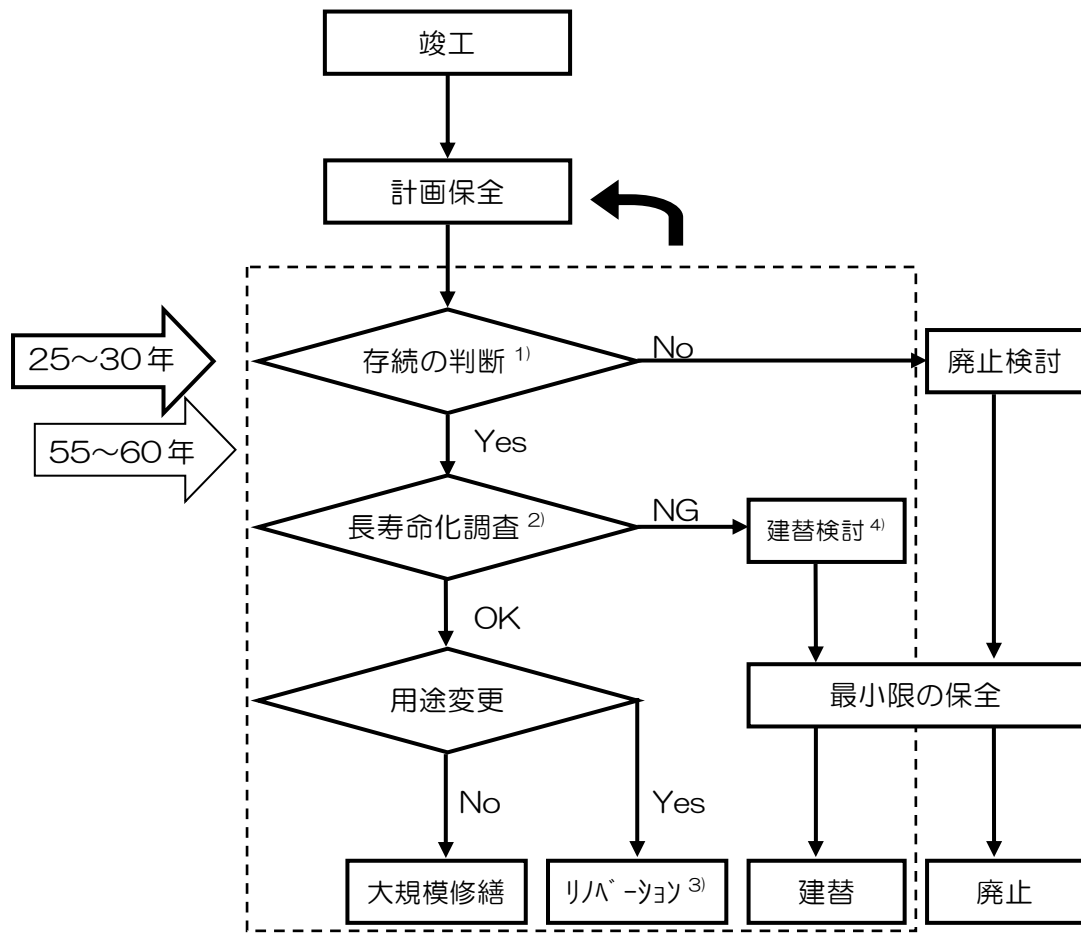 竣工
計画保全
存続の判断 1)
No
廃止検討
25～30年
55～60年
Yes
長寿命化調査 2)
NG
建替検討 4)
OK
用途変更
最小限の保全
No
Yes
大規模修繕
ﾘﾉﾍﾞｰｼｮﾝ 3)
建替
廃止